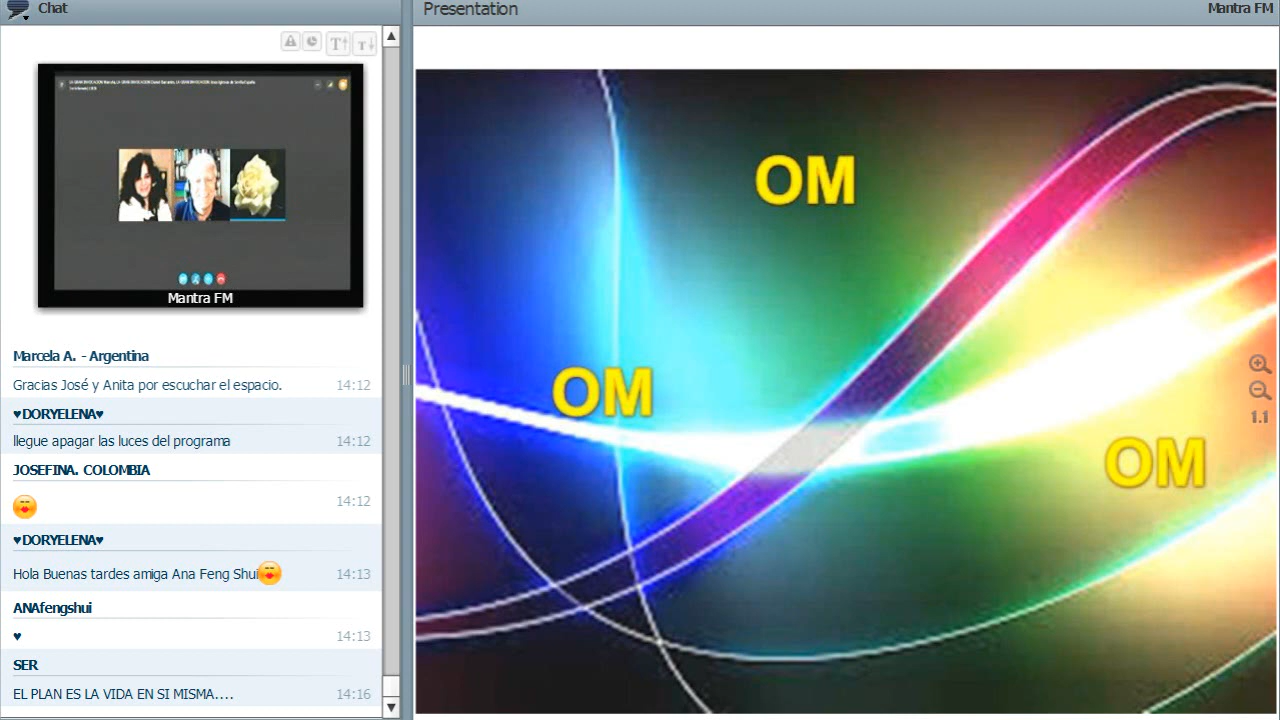 Chat
Mantra FM
Marcela A. - Argentina
Gracias José y Anita por escuchar el espacio. 14:12
♥DORYELENA♥
llegue apagar las luces del programa 14:12
JOSEFINA. COLOMBIA
14:12
♥DORYELENA♥
Hola Buenas tardes amiga Ana Feng Shui 14:13
ANAfengshui
♥ 14:13
SER
EL PLAN ES LA VIDA EN SI MISMA.... 14:16
Presentation
Mantra FM
OM
OM
OM
1.1